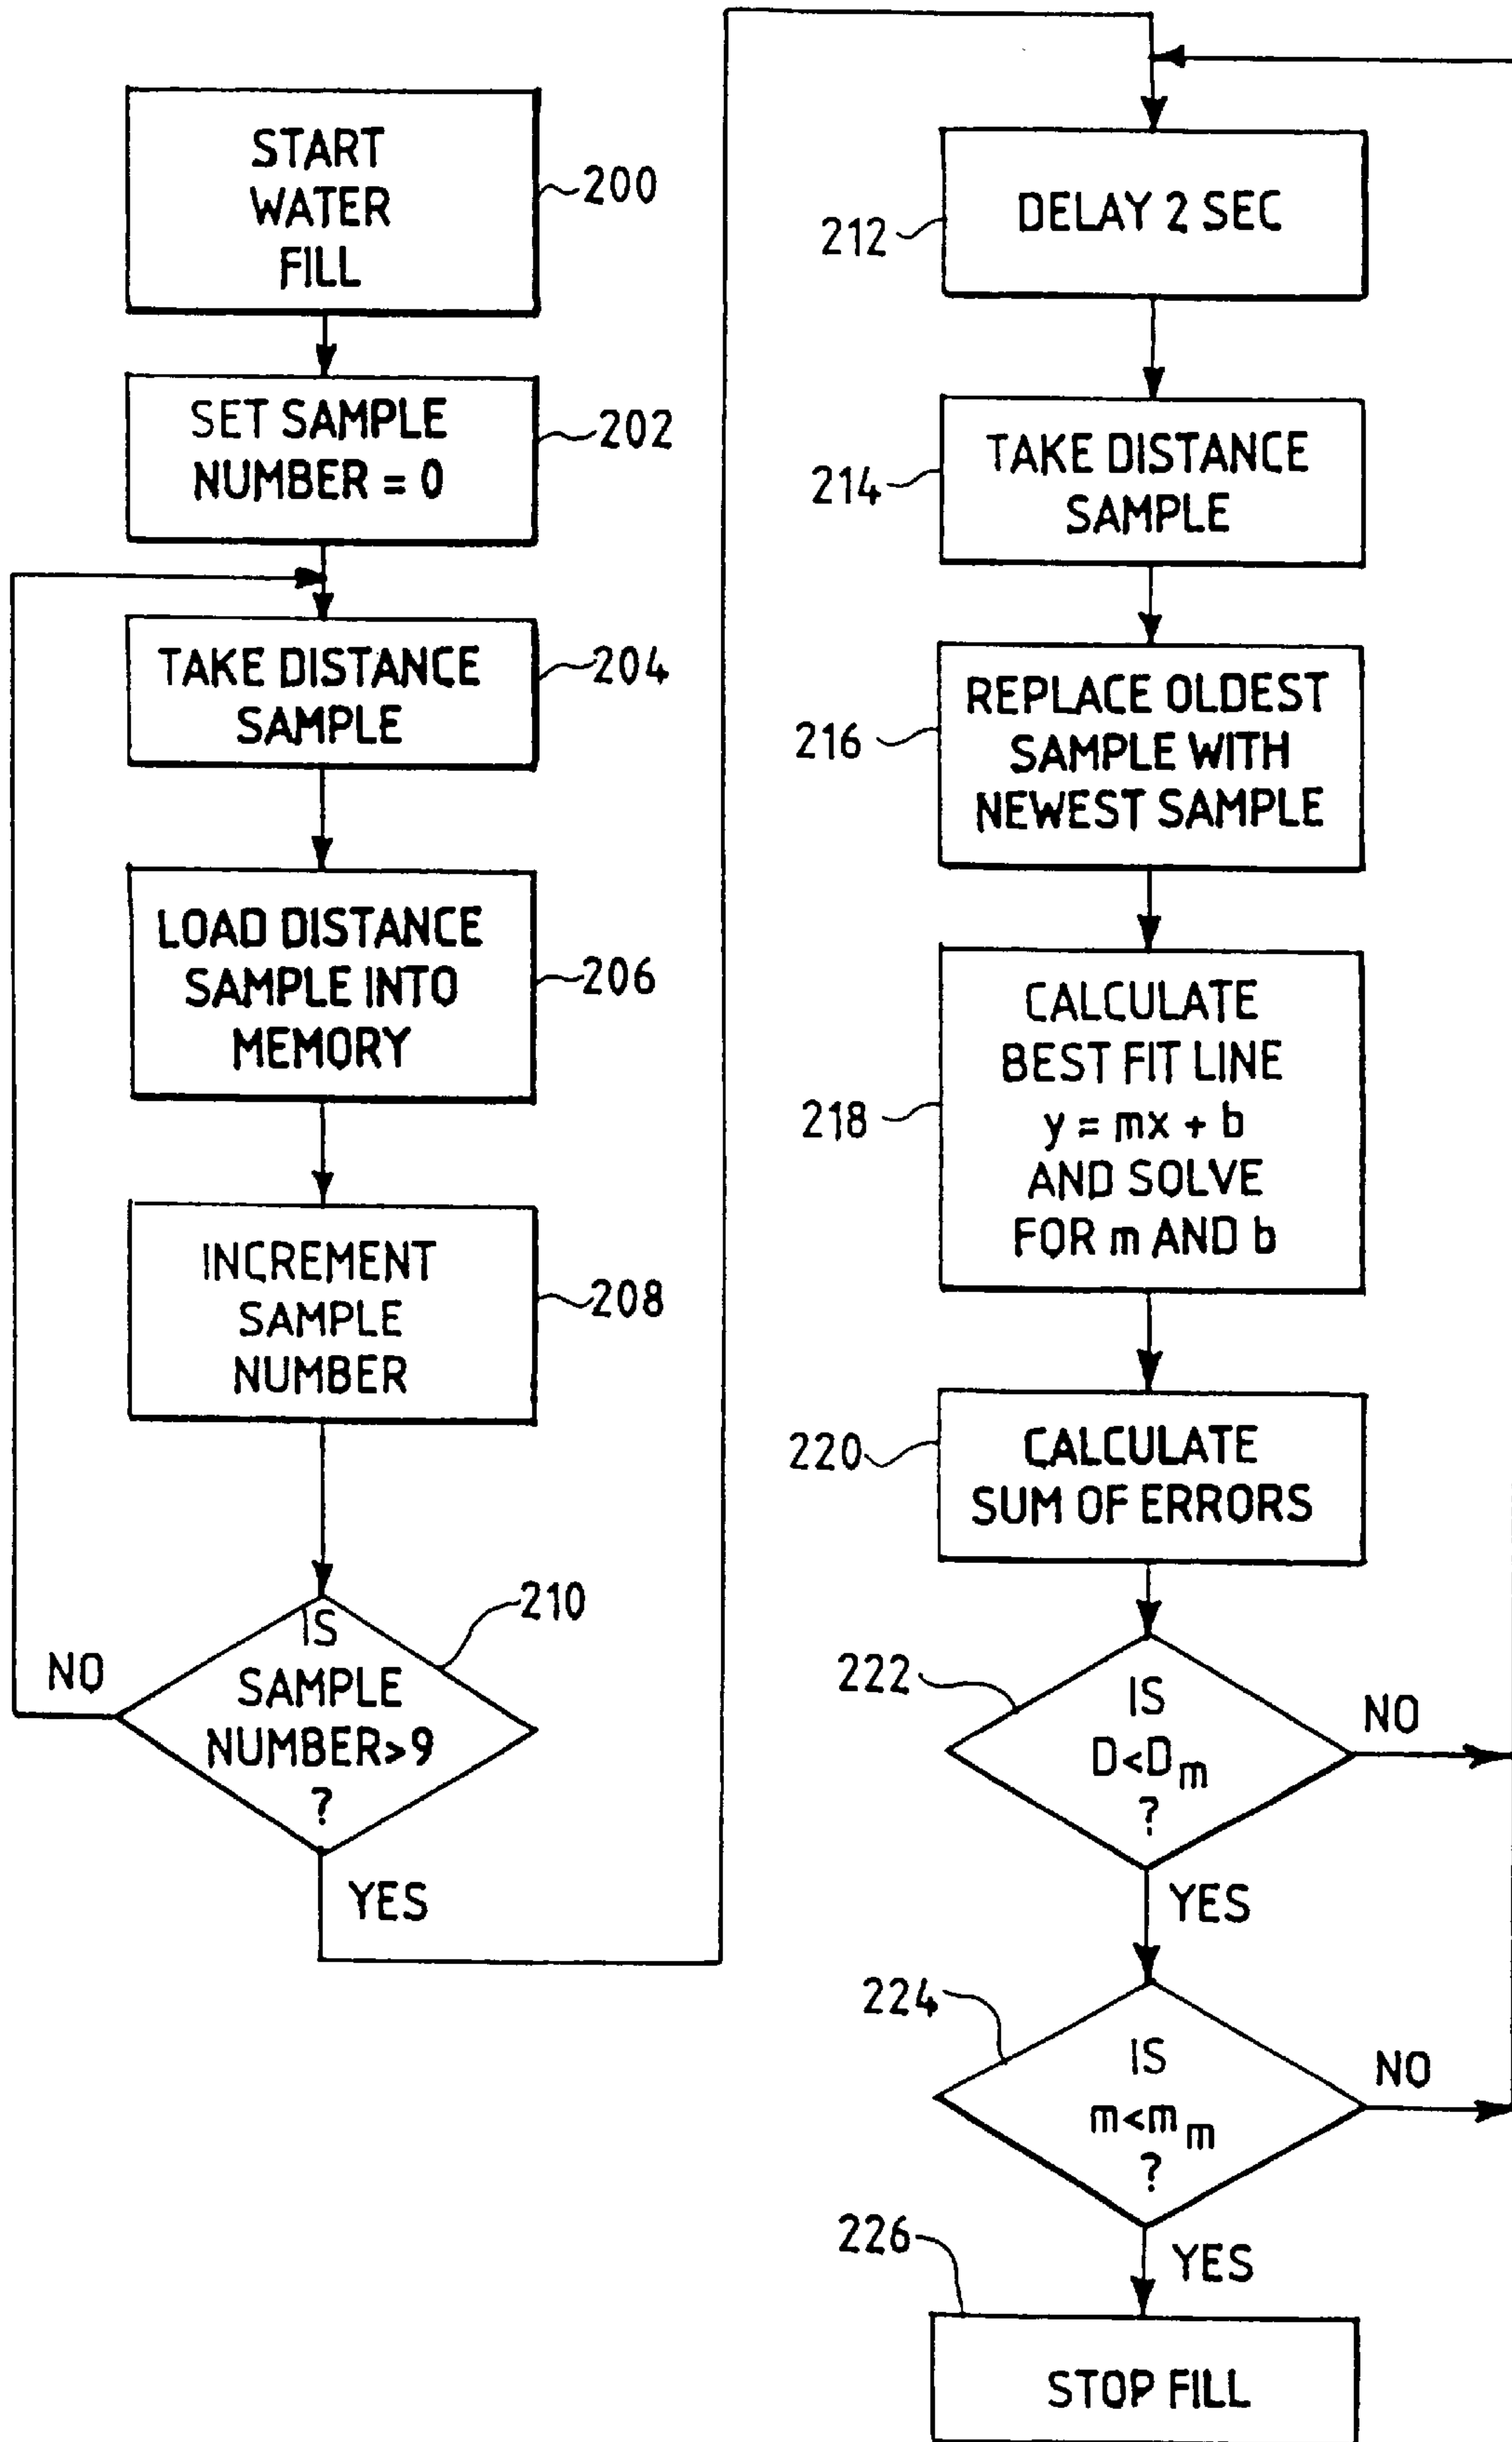 START
WATER
FILL
200
SET SAMPLE
NUMBER = 0
202
TAKE DISTANCE
SAMPLE
204
LOAD DISTANCE
SAMPLE INTO
MEMORY
206
INCREMENT
SAMPLE
NUMBER
208
IS
SAMPLE
NUMBER>9
?
210
NO
YES
DELAY 2 SEC
212
TAKE DISTANCE
SAMPLE
214
REPLACE OLDEST
SAMPLE WITH
NEWEST SAMPLE
216
CALCULATE
BEST FIT LINE
y = mx + b
AND SOLVE
FOR m AND b
218
CALCULATE
SUM OF ERRORS
220
IS
D<Dm
?
222
NO
YES
IS
m<mm
?
224
NO
YES
STOP FILL
226